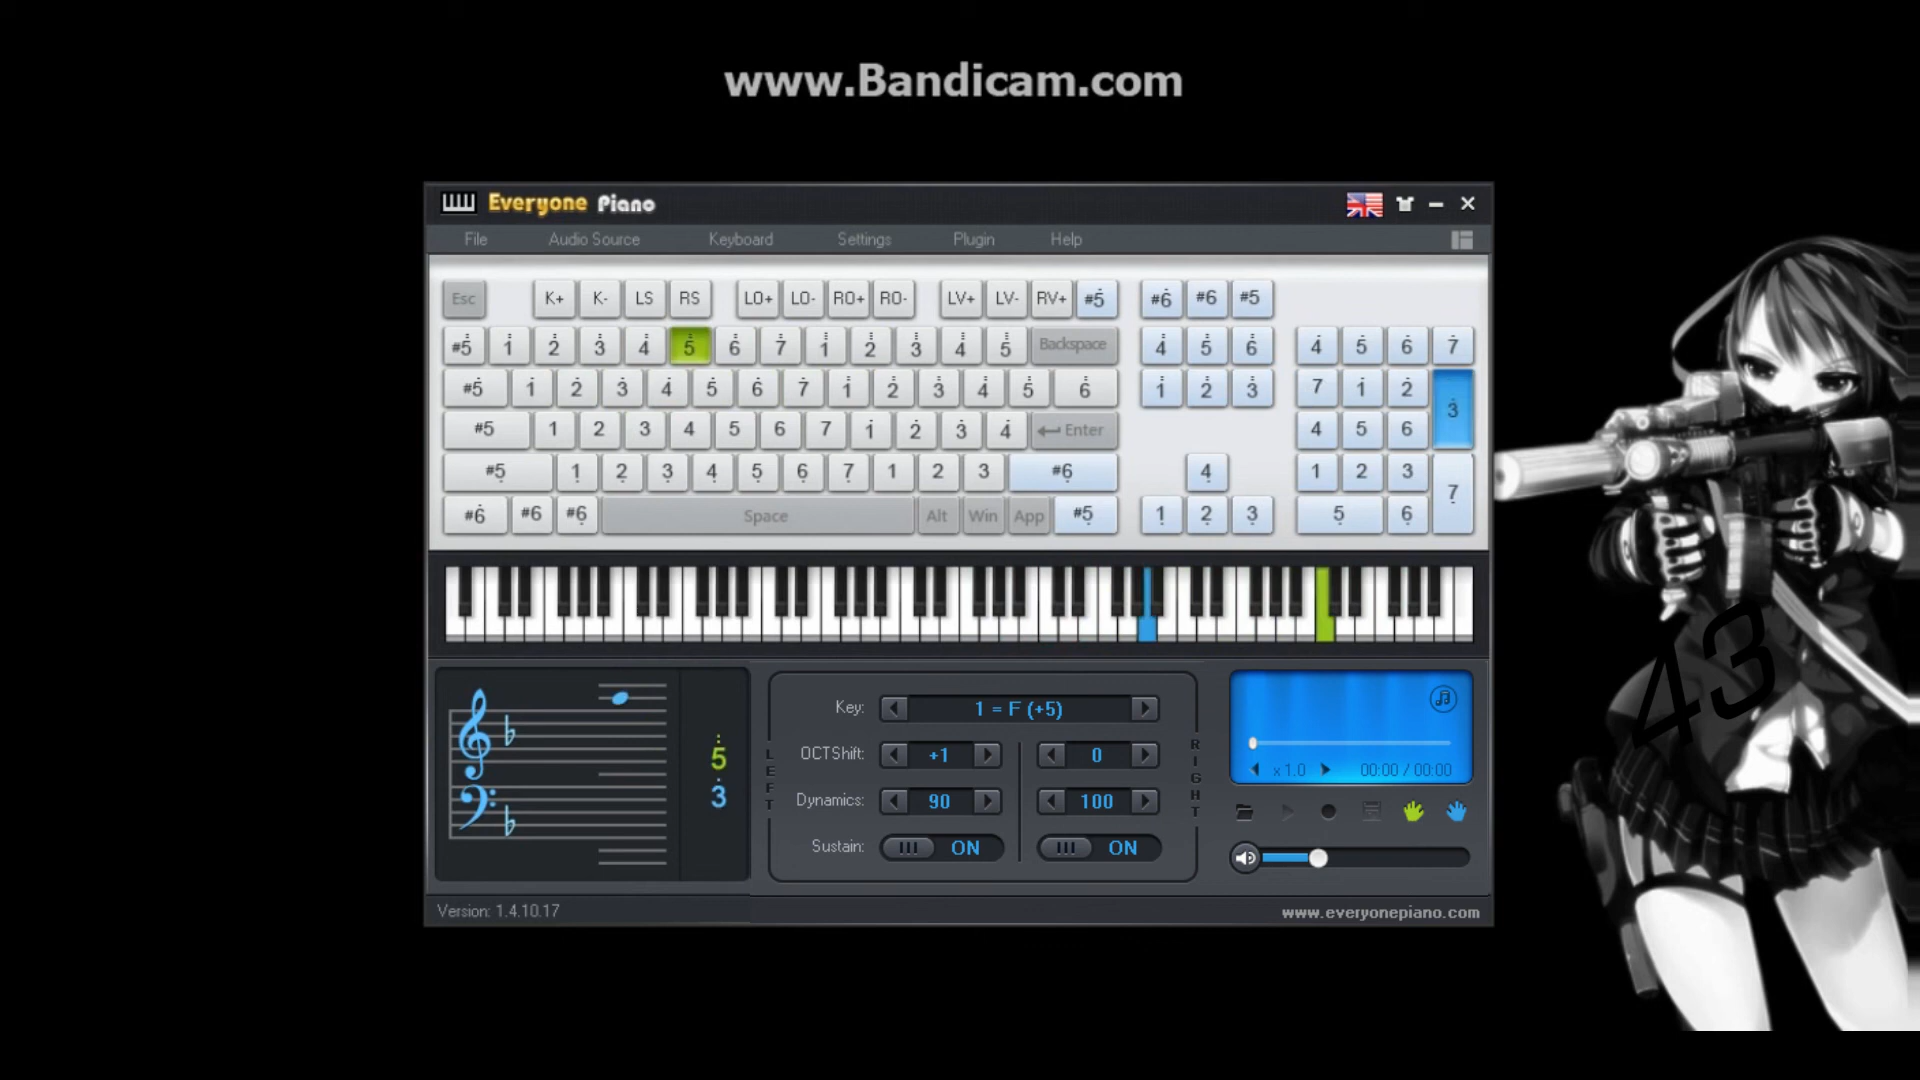 www.Bandicam.com
Everyone Piano
File Audio Source Keyboard Settings Plugin Help
Esc K+ K- LS RS LO+ LO- RO+ RO- LV+ LV- RV+ #5 #6 #6 #5
#5 1 2 3 4 5 6 7 1 2 3 4 5 Backspace 4 5 6 4 5 6 7
#5 1 2 3 4 5 6 7 1 2 3 4 5 6 1 2 3 7 1 2 3
#5 1 2 3 4 5 6 7 1 2 3 4 Enter 4 5 6
#5 1 2 3 4 5 6 7 1 2 3 #6 4 1 2 3 7
#6 #6 #6 Space Alt Win App #5 1 2 3 5 6
43
Key: 1 = F (+5)
OCTShift: +1 0
5
3
LEFT
RIGHT
x1.0 00:00 / 00:00
Dynamics: 90 100
Sustain: ON ON
Version: 1.4.10.17
www.everyonepiano.com